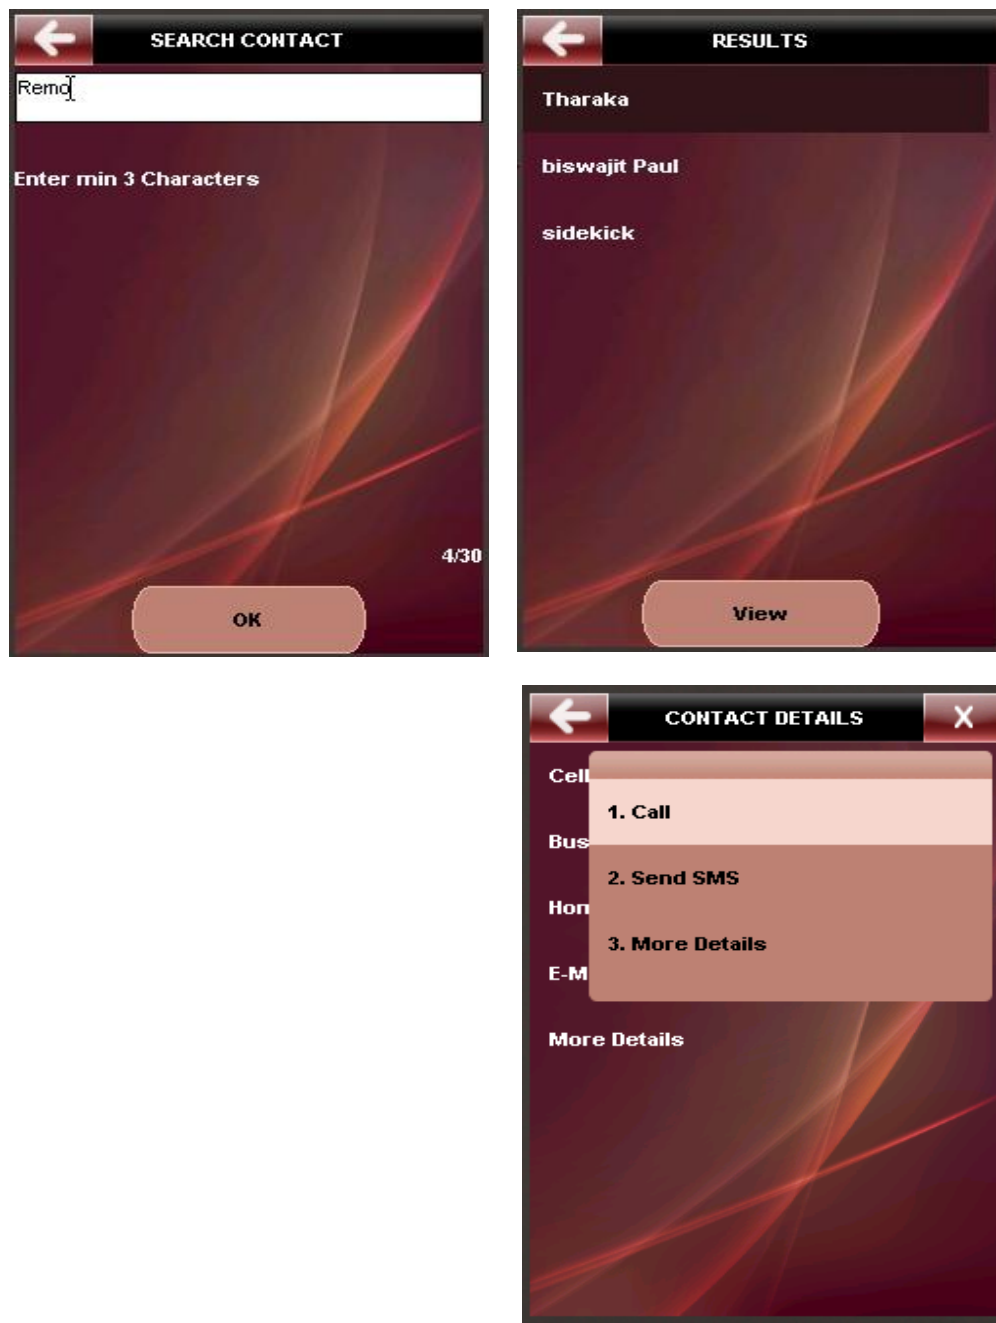 SEARCH CONTACT
Remo
Enter min 3 Characters
4/30
OK
RESULTS
Tharaka
biswajit Paul
sidekick
View
CONTACT DETAILS
X
Cell
1. Call
Bus
2. Send SMS
Hom
3. More Details
E-M
More Details